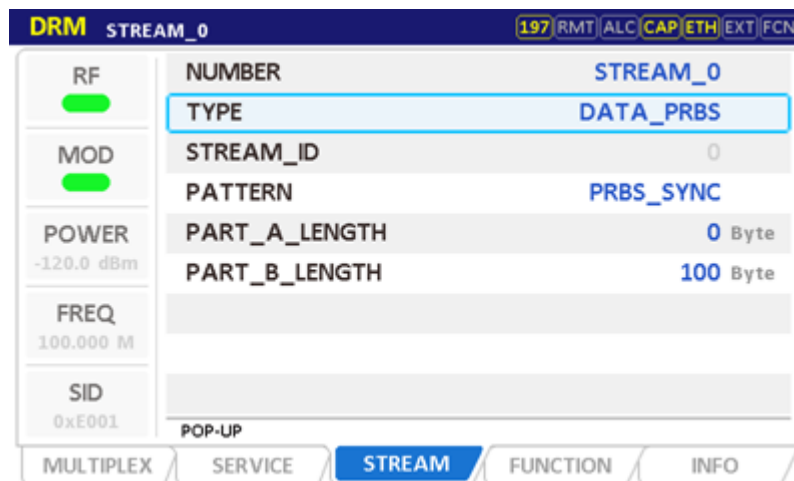 DRM STREAM_0 197 RMT ALC CAP ETH EXT FCN
RF
MOD
POWER
-120.0 dBm
FREQ
100.000 M
SID
0xE001
NUMBER STREAM_0
TYPE DATA_PRBS
STREAM_ID 0
PATTERN PRBS_SYNC
PART_A_LENGTH 0 Byte
PART_B_LENGTH 100 Byte
POP-UP
MULTIPLEX SERVICE STREAM FUNCTION INFO